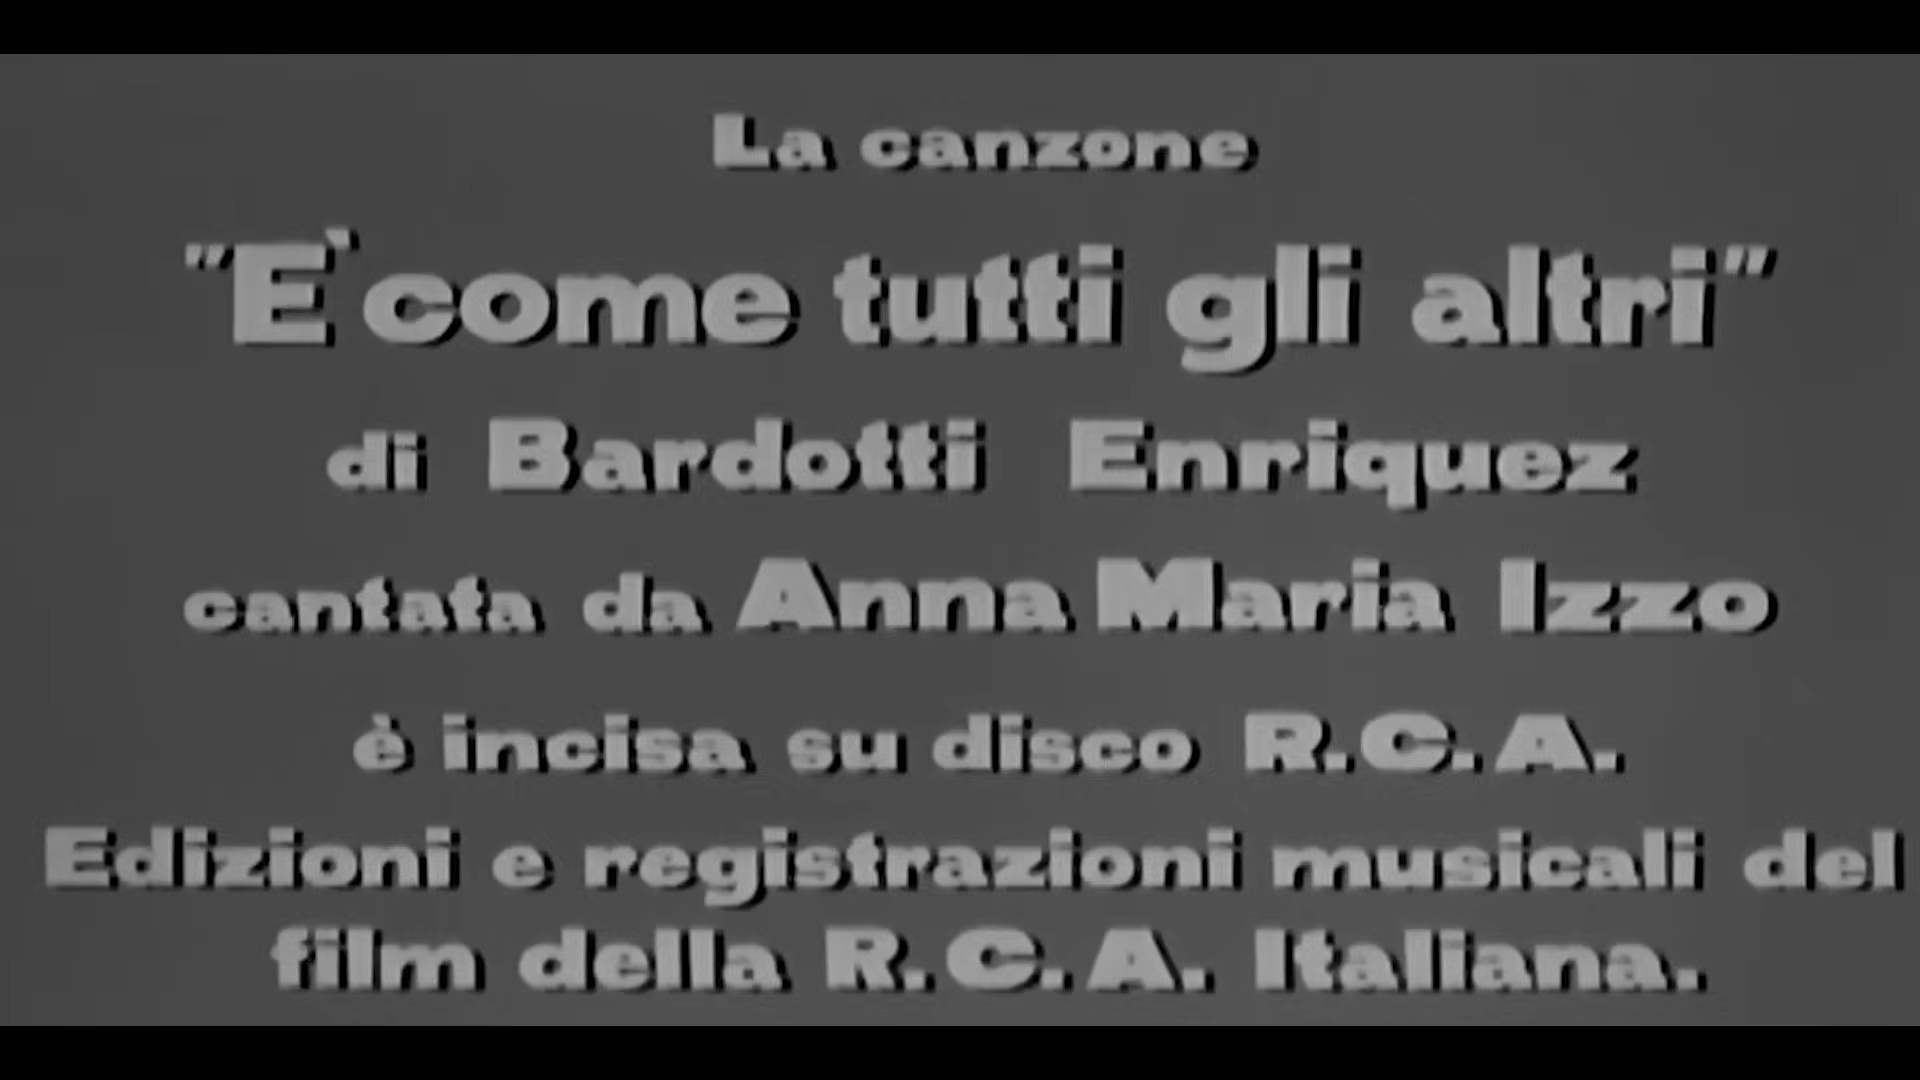 La canzone
"E` come tutti gli altri"
di Bardotti Enriquez
cantata da Anna Maria Izzo
è incisa su disco R.C.A.
Edizioni e registrazioni musicali del
film della R.C.A. Italiana.